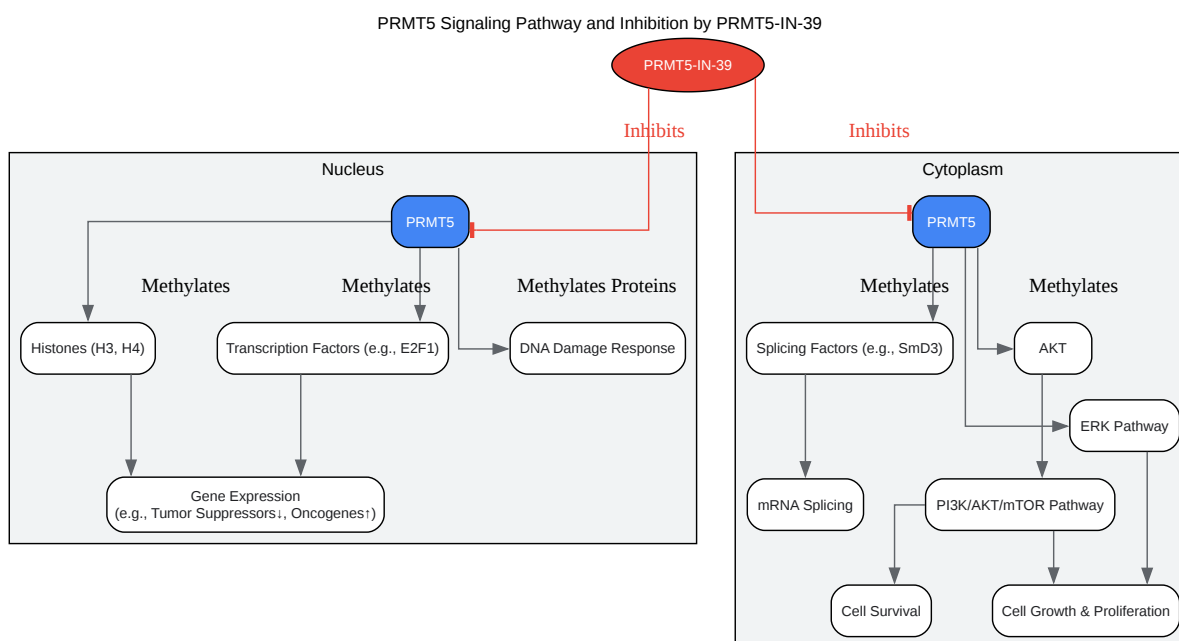 PRMT5 Signaling Pathway and Inhibition by PRMT5-IN-39
PRMT5-IN-39
Inhibits
Inhibits
Nucleus
PRMT5
Methylates
Methylates
Methylates Proteins
Histones (H3, H4)
Transcription Factors (e.g., E2F1)
DNA Damage Response
Gene Expression
(e.g., Tumor Suppressors↓, Oncogenes↑)
Cytoplasm
PRMT5
Methylates
Methylates
Splicing Factors (e.g., SmD3)
AKT
ERK Pathway
mRNA Splicing
PI3K/AKT/mTOR Pathway
Cell Survival
Cell Growth & Proliferation